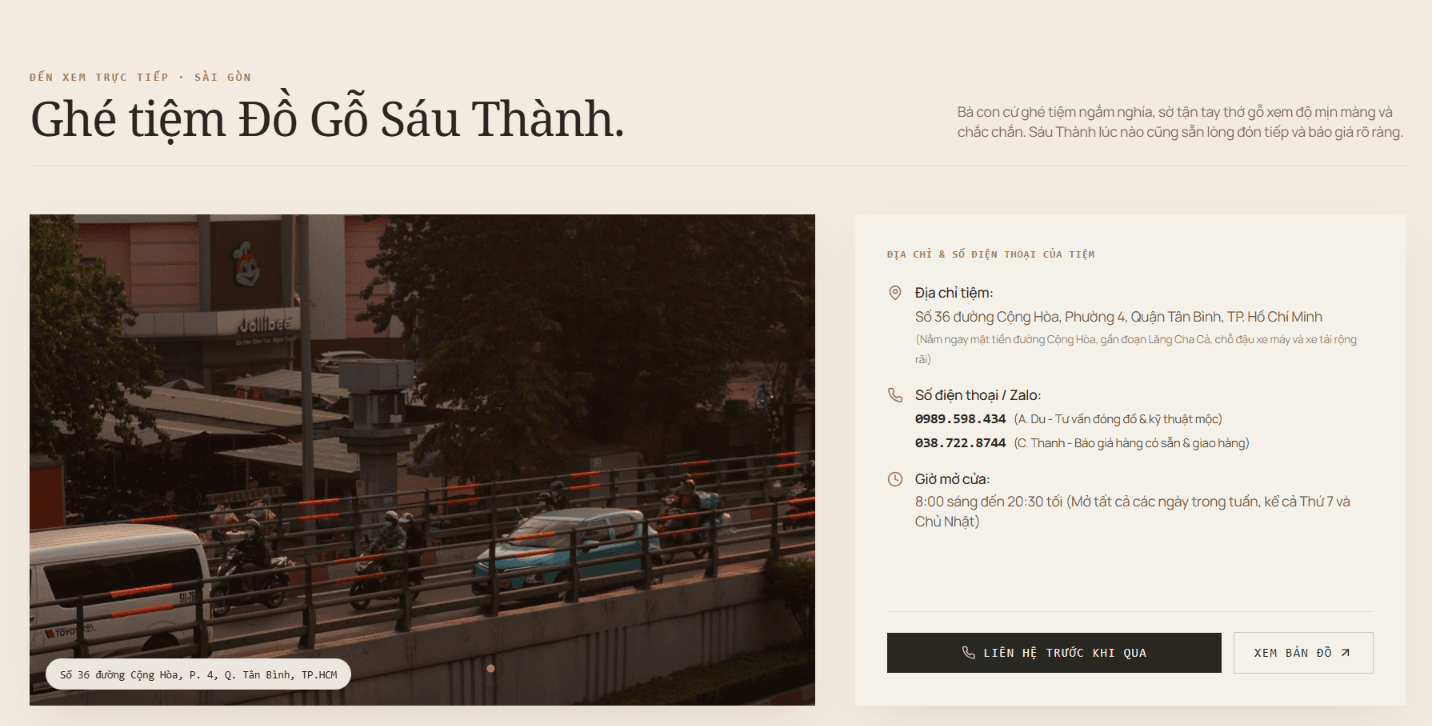 ĐẾN XEM TRỰC TIẾP · SÀI GÒN
Ghé tiệm Đồ Gỗ Sáu Thành.
Bà con cứ ghé tiệm ngắm nghía, sờ tận tay thớ gỗ xem độ mịn màng và
chắc chắn. Sáu Thành lúc nào cũng sẵn lòng đón tiếp và báo giá rõ ràng.
Jollibee
TOYOTA
Số 36 đường Cộng Hòa, P. 4, Q. Tân Bình, TP.HCM
ĐỊA CHỈ & SỐ ĐIỆN THOẠI CỦA TIỆM
Địa chỉ tiệm:
Số 36 đường Cộng Hòa, Phường 4, Quận Tân Bình, TP. Hồ Chí Minh
(Nằm ngay mặt tiền đường Cộng Hòa, gần đoạn Lăng Cha Cả, chỗ đậu xe máy và xe tải rộng
rãi)
Số điện thoại / Zalo:
0989.598.434 (A. Du - Tư vấn đóng đồ & kỹ thuật mộc)
038.722.8744 (C. Thanh - Báo giá hàng có sẵn & giao hàng)
Giờ mở cửa:
8:00 sáng đến 20:30 tối (Mở tất cả các ngày trong tuần, kể cả Thứ 7 và
Chủ Nhật)
LIÊN HỆ TRƯỚC KHI QUA
XEM BẢN ĐỒ